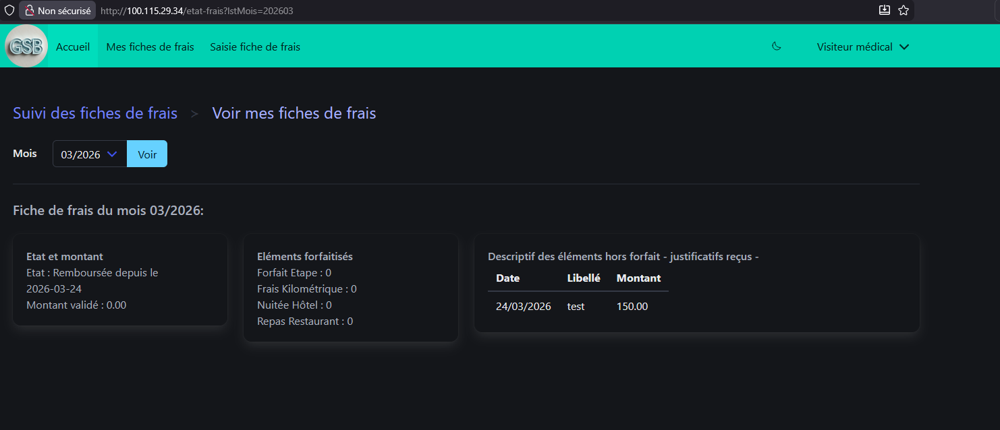 Non sécurisé http://100.115.29.34/etat-frais?lstMois=202603
GSB Accueil Mes fiches de frais Saisie fiche de frais Visiteur médical
Suivi des fiches de frais > Voir mes fiches de frais
Mois 03/2026 Voir
Fiche de frais du mois 03/2026:
Etat et montant
Etat : Remboursée depuis le
2026-03-24
Montant validé : 0.00
Eléments forfaitisés
Forfait Etape : 0
Frais Kilométrique : 0
Nuitée Hôtel : 0
Repas Restaurant : 0
Descriptif des éléments hors forfait - justificatifs reçus -
Date Libellé Montant
24/03/2026 test 150.00